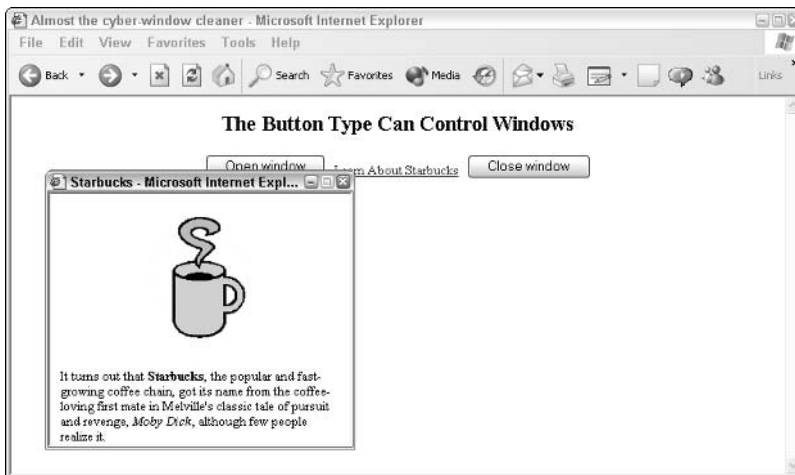 Almost the cyber-window cleaner - Microsoft Internet Explorer
File Edit View Favorites Tools Help
Back Search Favorites Media Links
The Button Type Can Control Windows
Open window Learn About Starbucks Close window
Starbucks - Microsoft Internet Expl...
It turns out that Starbucks, the popular and fast-
growing coffee chain, got its name from the coffee-
loving first mate in Melville's classic tale of pursuit
and revenge, Moby Dick, although few people
realize it.